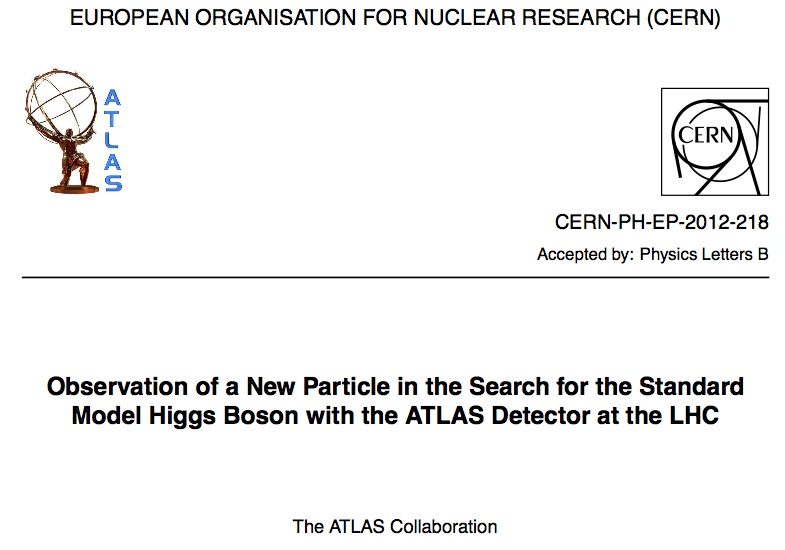 EUROPEAN ORGANISATION FOR NUCLEAR RESEARCH (CERN)
ATLAS
CERN
CERN-PH-EP-2012-218
Accepted by: Physics Letters B
Observation of a New Particle in the Search for the Standard
Model Higgs Boson with the ATLAS Detector at the LHC
The ATLAS Collaboration